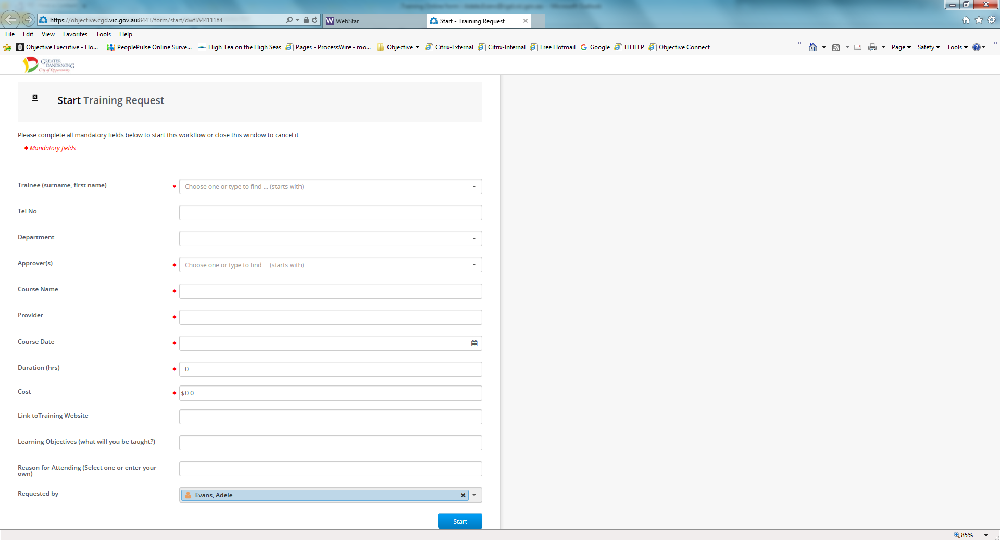 https://objective.cgd.vic.gov.au:8443/form/start/dwfIA4411184
WebStar
Start - Training Request
File Edit View Favorites Tools Help
Objective Executive - Ho... PeoplePulse Online Surve... High Tea on the High Seas Pages • ProcessWire • mo... Objective Citrix-External Citrix-Internal Free Hotmail Google ITHELP Objective Connect
Page Safety Tools
GREATER
DANDENONG
City of Opportunity
Start Training Request
Please complete all mandatory fields below to start this workflow or close this window to cancel it.
* Mandatory fields
Trainee (surname, first name) * Choose one or type to find ... (starts with)
Tel No
Department
Approver(s) * Choose one or type to find ... (starts with)
Course Name *
Provider *
Course Date *
Duration (hrs) * 0
Cost * $0.0
Link toTraining Website
Learning Objectives (what will you be taught?)
Reason for Attending (Select one or enter your
own)
Requested by Evans, Adele
Start
85%